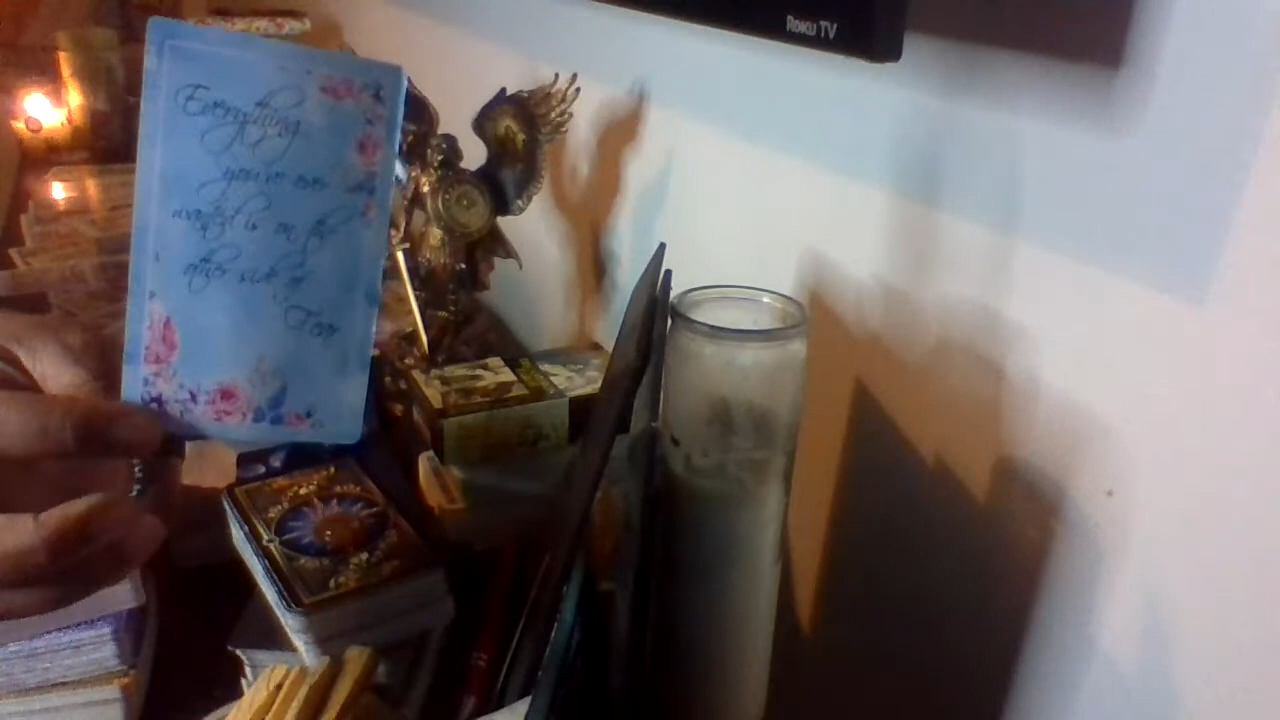 ROKU TV
Everything
you've ever
wanted is on the
other side of
Fear